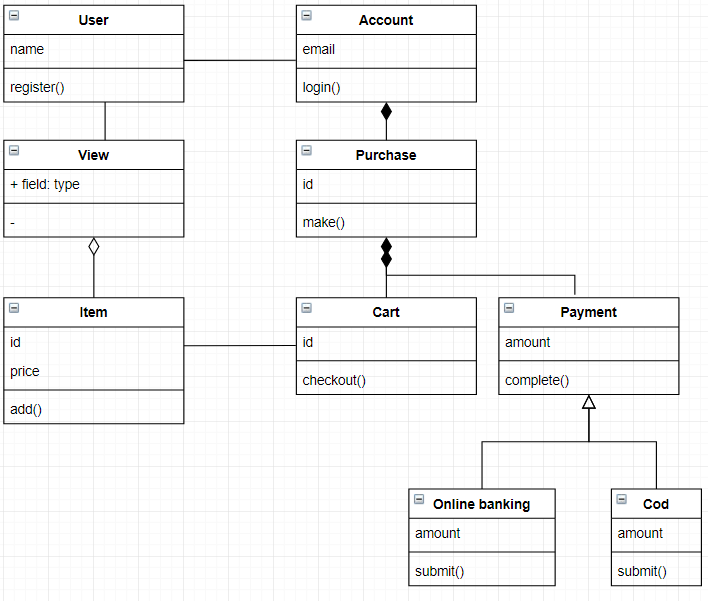 User
name
register()
Account
email
login()
View
+ field: type
-
Purchase
id
make()
Item
id
price
add()
Cart
id
checkout()
Payment
amount
complete()
Online banking
amount
submit()
Cod
amount
submit()